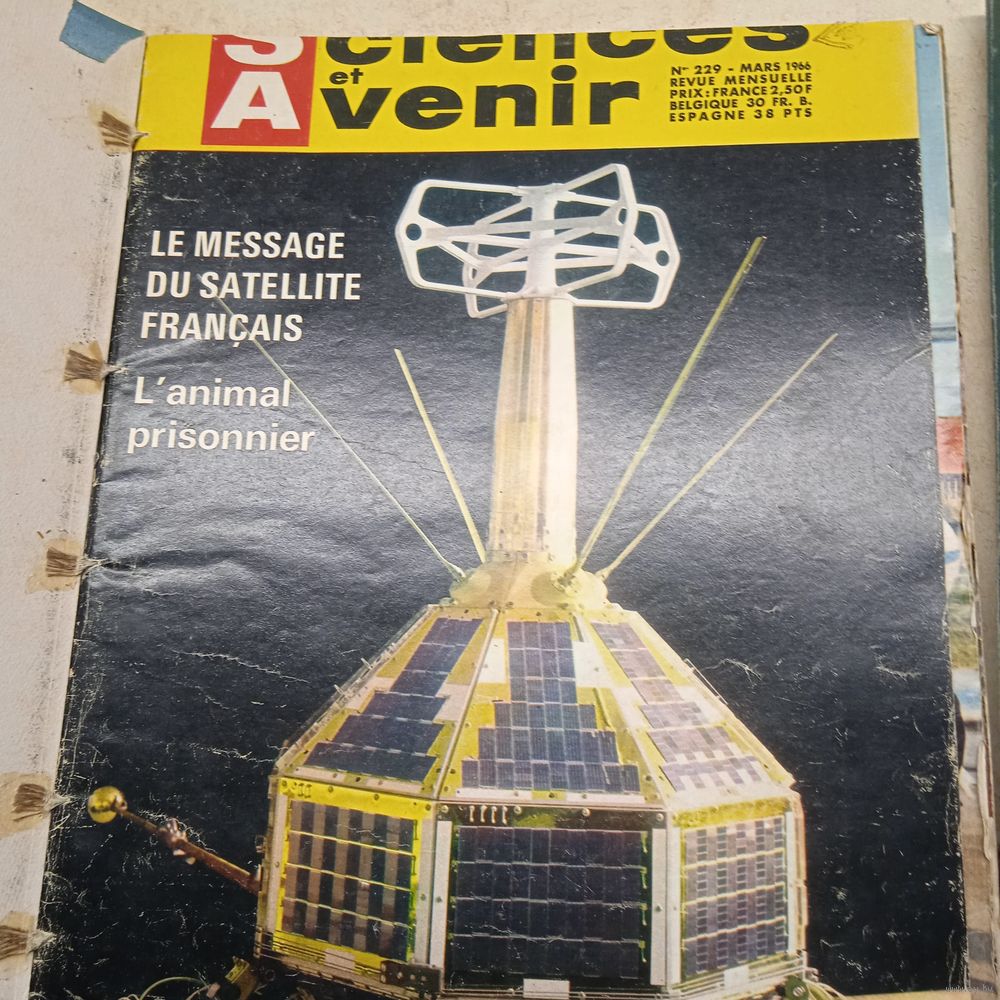 Sciences
et
Avenir
N° 229 - MARS 1966
REVUE MENSUELLE
PRIX: FRANCE 2,50 F
BELGIQUE 30 FR. B.
ESPAGNE 38 PTS
LE MESSAGE
DU SATELLITE
FRANÇAIS
L'animal
prisonnier